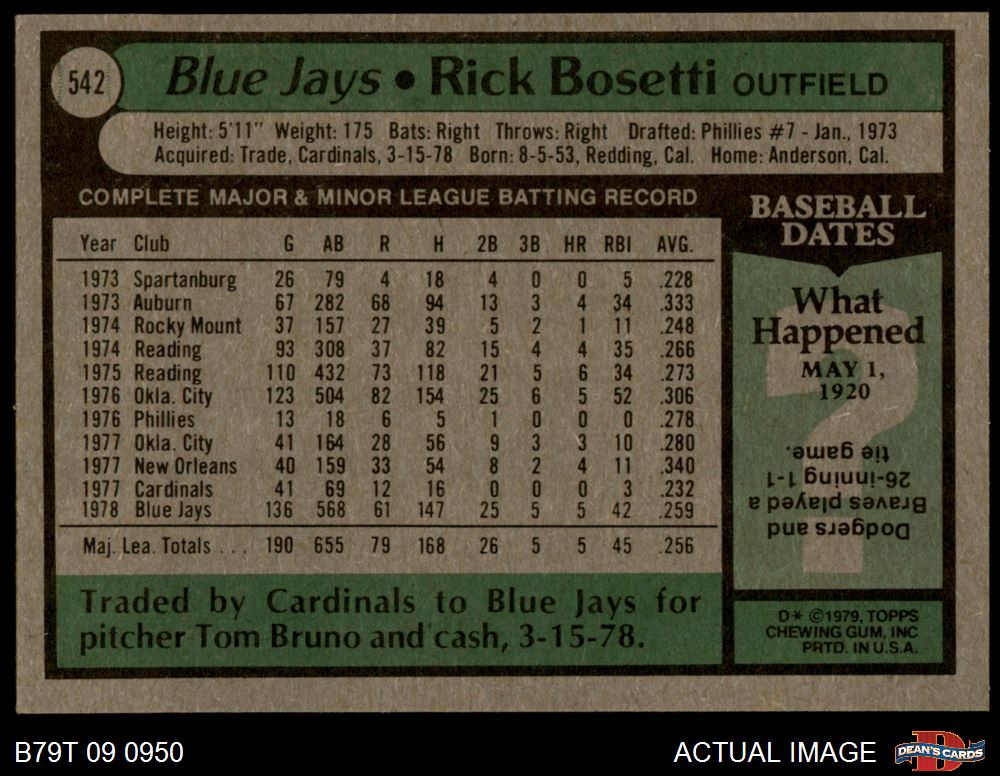 542
Blue Jays • Rick Bosetti OUTFIELD
Height: 5'11" Weight: 175 Bats: Right Throws: Right Drafted: Phillies #7 - Jan., 1973
Acquired: Trade, Cardinals, 3-15-78 Born: 8-5-53, Redding, Cal. Home: Anderson, Cal.
COMPLETE MAJOR & MINOR LEAGUE BATTING RECORD
Year Club G AB R H 2B 3B HR RBI AVG.
1973 Spartanburg 26 79 4 18 4 0 0 5 .228
1973 Auburn 67 282 68 94 13 3 4 34 .333
1974 Rocky Mount 37 157 27 39 5 2 1 11 .248
1974 Reading 93 308 37 82 15 4 4 35 .266
1975 Reading 110 432 73 118 21 5 6 34 .273
1976 Okla. City 123 504 82 154 25 6 5 52 .306
1976 Phillies 13 18 6 5 1 0 0 0 .278
1977 Okla. City 41 164 28 56 9 3 3 10 .280
1977 New Orleans 40 159 33 54 8 2 4 11 .340
1977 Cardinals 41 69 12 16 0 0 0 3 .232
1978 Blue Jays 136 568 61 147 25 5 5 42 .259
Maj. Lea. Totals . . . 190 655 79 168 26 5 5 45 .256
Traded by Cardinals to Blue Jays for
pitcher Tom Bruno and cash, 3-15-78.
BASEBALL
DATES
What
Happened
MAY 1,
1920
?
Dodgers and
Braves played a
26-inning 1-1
tie game.
D* ©1979, TOPPS
CHEWING GUM, INC
PRTD. IN U.S.A.
B79T 09 0950
ACTUAL IMAGE
D
DEAN'S CARDS